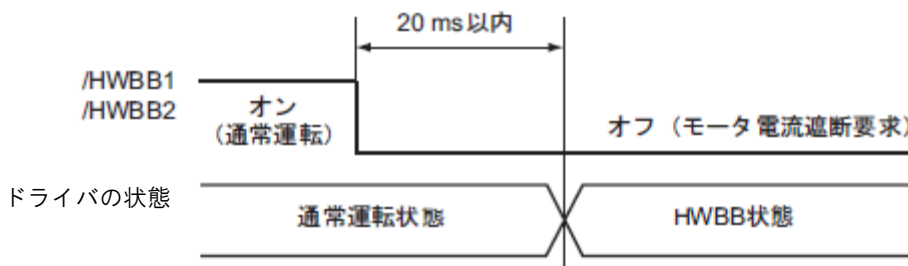 20 ms以内
/HWBB1
/HWBB2
オン
(通常運転)
オフ（モータ電流遮断要求）
ドライバの状態
通常運転状態
HWBB状態